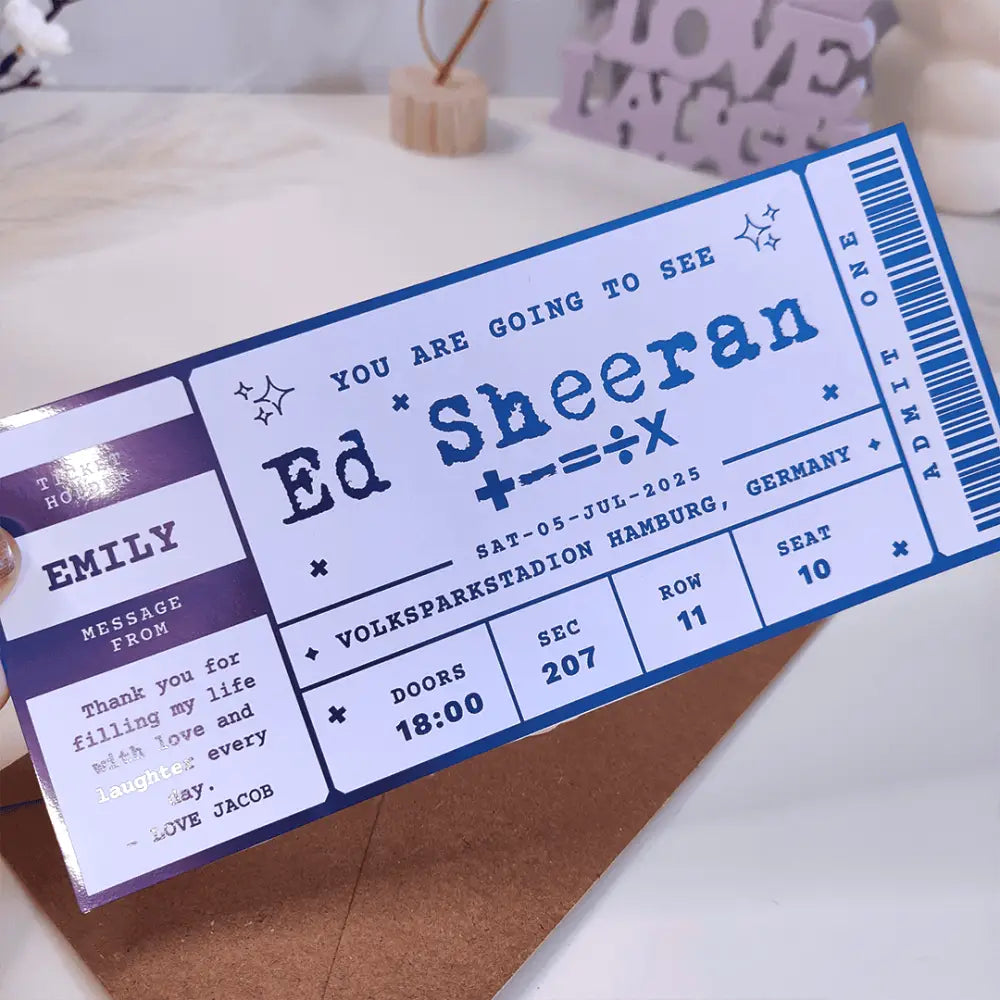 LOVE
LAUGH
TICKET
HOLDER
EMILY
MESSAGE
FROM
Thank you for
filling my life
with love and
laughter every
day.
- LOVE JACOB
YOU ARE GOING TO SEE
Ed Sheeran
+-=÷x
SAT-05-JUL-2025
VOLKSPARKSTADION HAMBURG, GERMANY
DOORS
18:00
SEC
207
ROW
11
SEAT
10
ADMIT ONE